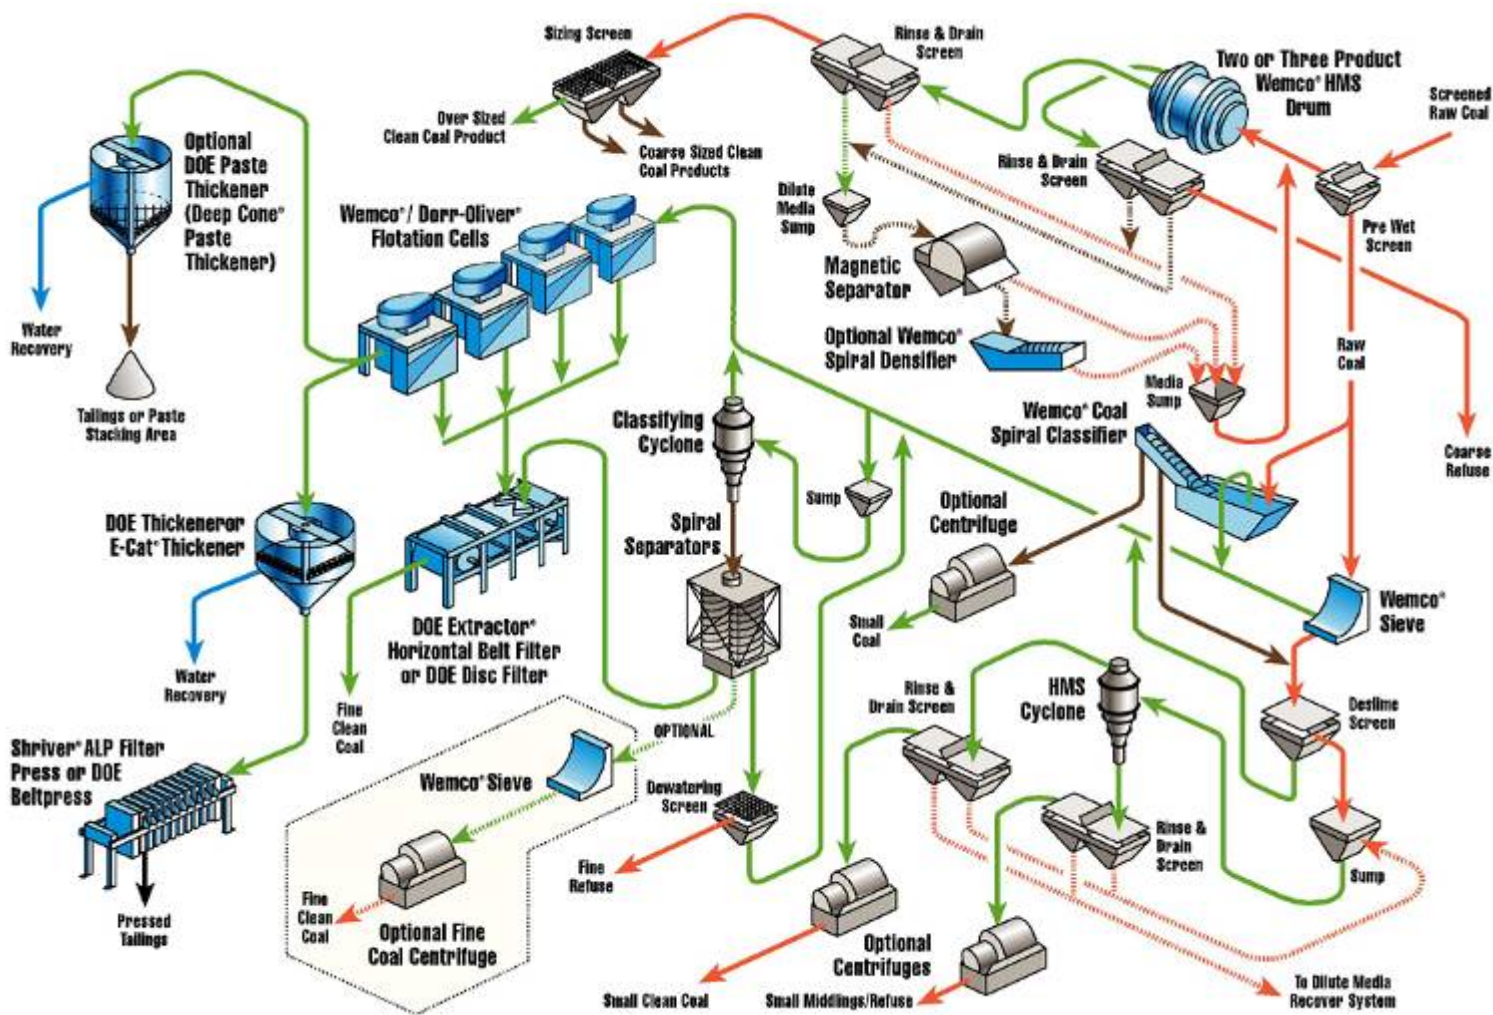 Sizing Screen
Rinse & Drain
Screen
Two or Three Product
Wemco® HMS
Drum
Screened
Raw Coal
Over Sized
Clean Coal Product
Coarse Sized Clean
Coal Products
Rinse & Drain
Screen
Optional
DOE Paste
Thickener
(Deep Cone®
Paste
Thickener)
Wemco® / Dorr-Oliver®
Flotation Cells
Dilute
Media
Sump
Pre Wet
Screen
Magnetic
Separator
Water
Recovery
Optional Wemco®
Spiral Densifier
Raw
Coal
Media
Sump
Tailings or Paste
Stacking Area
Classifying
Cyclone
Wemco® Coal
Spiral Classifier
Coarse
Refuse
Sump
Optional
Centrifuge
DOE Thickeneror
E-Cat® Thickener
Spiral
Separators
Wemco®
Sieve
Small
Coal
DOE Extractor®
Horizontal Belt Filter
or DOE Disc Filter
Water
Recovery
Rinse &
Drain Screen
HMS
Cyclone
Deslime
Screen
Fine
Clean
Coal
OPTIONAL
Shriver® ALP Filter
Press or DOE
Beltpress
Wemco® Sieve
Dewatering
Screen
Rinse &
Drain
Screen
Sump
Fine
Refuse
Fine
Clean
Coal
Pressed
Tailings
Optional Fine
Coal Centrifuge
Optional
Centrifuges
Small Clean Coal
Small Middlings/Refuse
To Dilute Media
Recover System